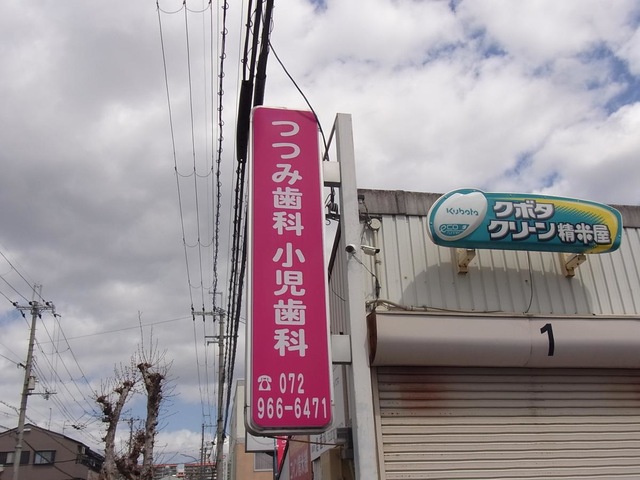 つつみ歯科 小児歯科
☎ 072
966-6471
Kubota
eco
クボタ
クリーン精米屋
1